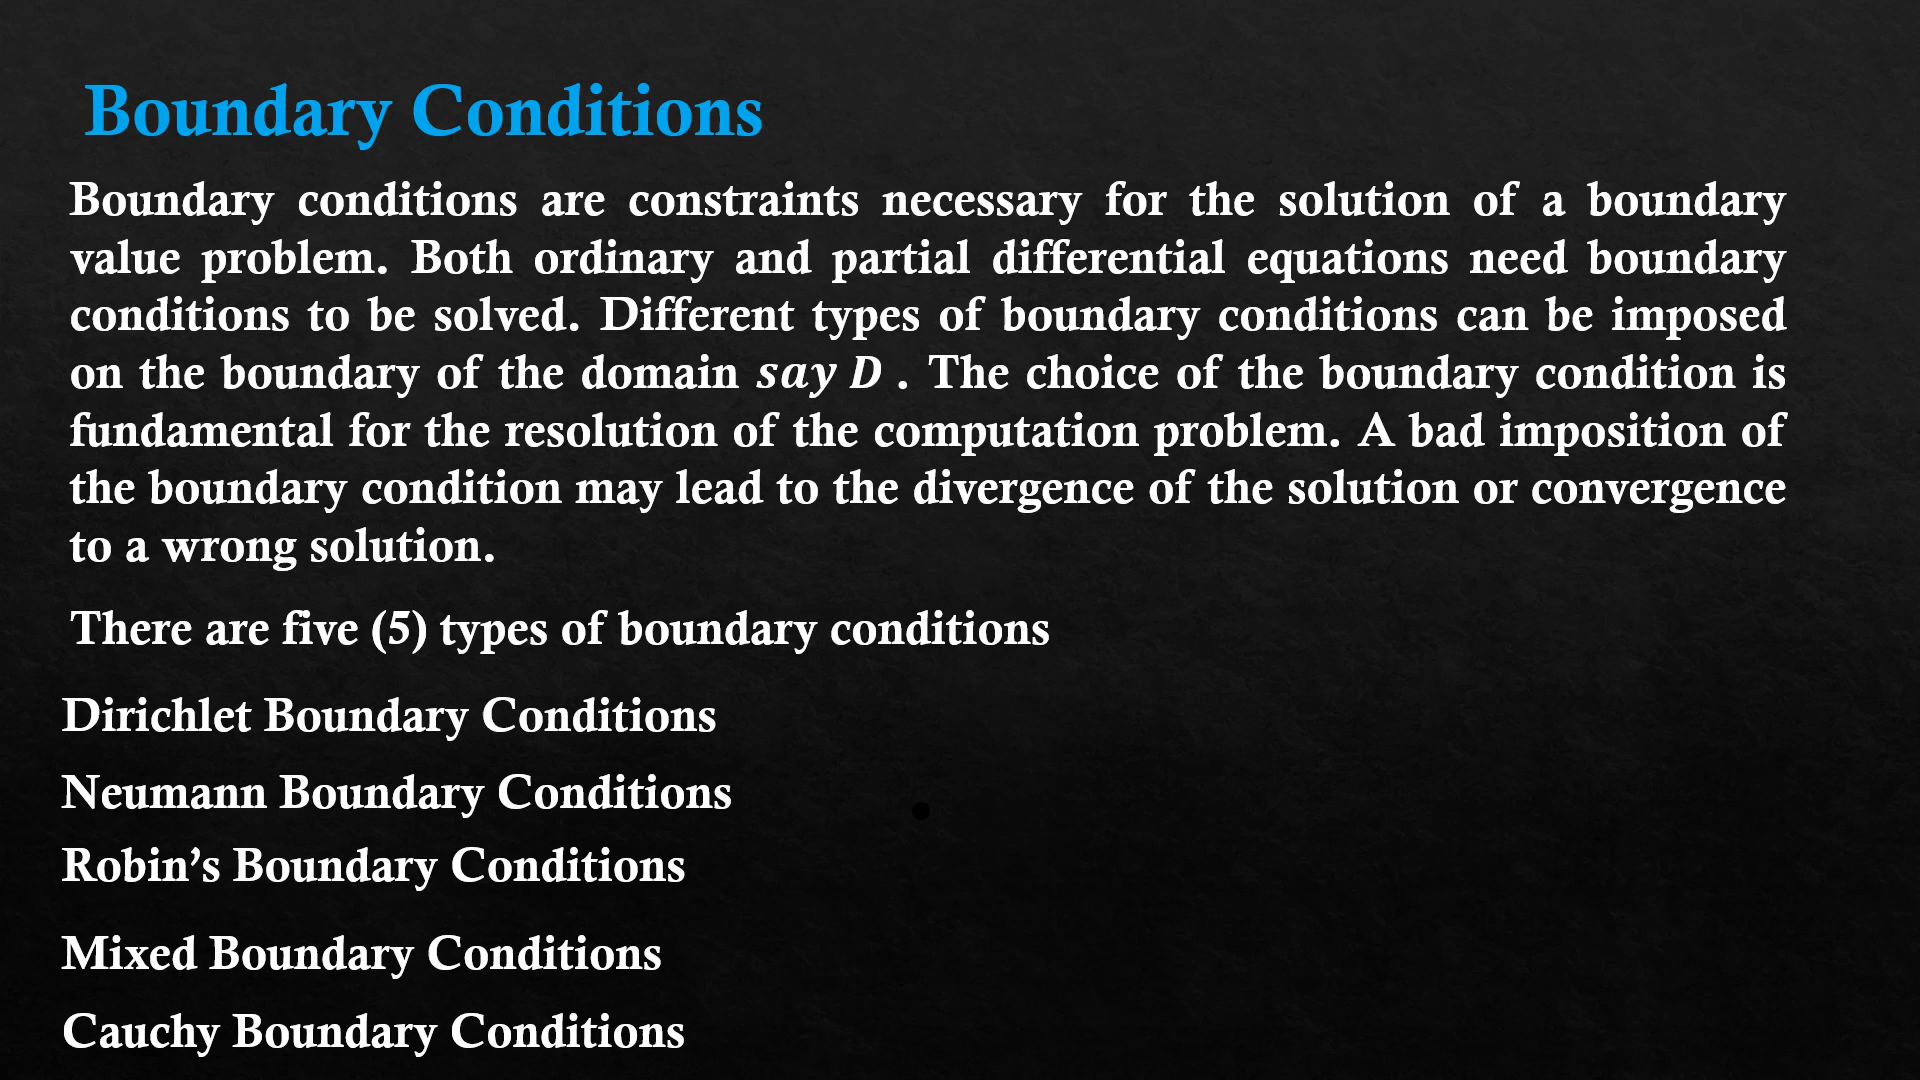 Boundary Conditions
Boundary conditions are constraints necessary for the solution of a boundary
value problem. Both ordinary and partial differential equations need boundary
conditions to be solved. Different types of boundary conditions can be imposed
on the boundary of the domain say D . The choice of the boundary condition is
fundamental for the resolution of the computation problem. A bad imposition of
the boundary condition may lead to the divergence of the solution or convergence
to a wrong solution.
There are five (5) types of boundary conditions
Dirichlet Boundary Conditions
Neumann Boundary Conditions
Robin’s Boundary Conditions
Mixed Boundary Conditions
Cauchy Boundary Conditions